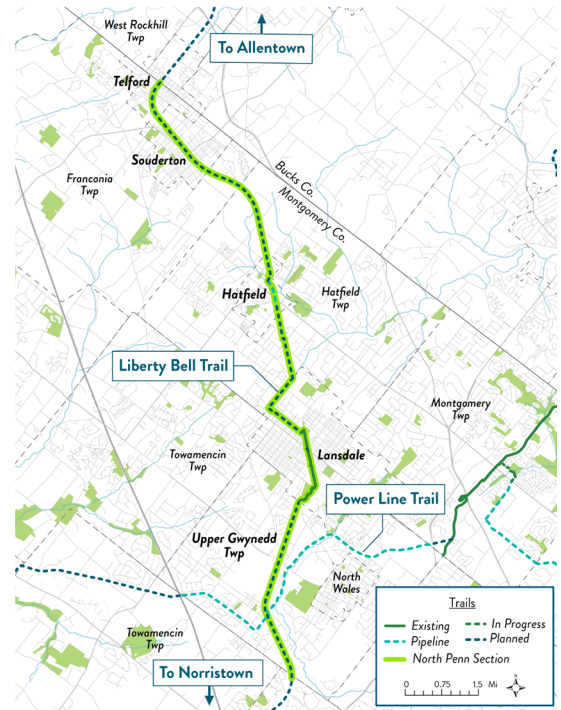 West Rockhill
Twp
To Allentown
Telford
Souderton
Bucks Co.
Montgomery Co.
Franconia
Twp
Hatfield
Hatfield
Twp
Liberty Bell Trail
Montgomery
Twp
Towamencin
Twp
Lansdale
Power Line Trail
Upper Gwynedd
Twp
North
Wales
Towamencin
Twp
To Norristown
Trails
Existing
In Progress
Pipeline
Planned
North Penn Section
0 0.75 1.5 Mi
N